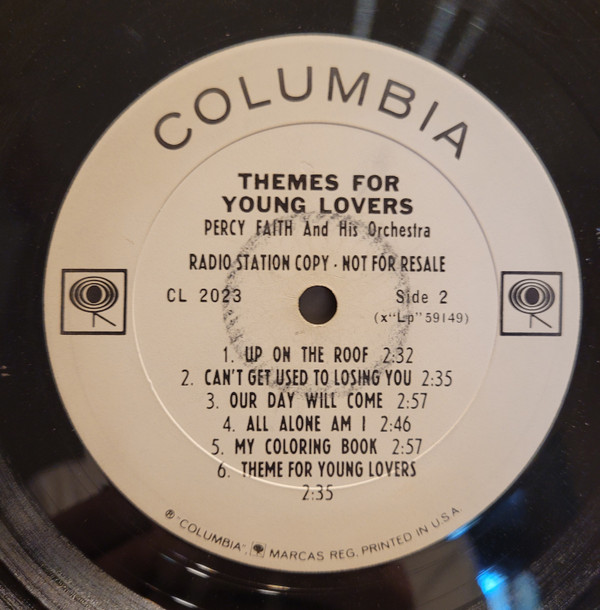 COLUMBIA
THEMES FOR
YOUNG LOVERS
PERCY FAITH And His Orchestra
RADIO STATION COPY · NOT FOR RESALE
CL 2023
Side 2
(x"Lp" 59149)
1. UP ON THE ROOF 2:32
2. CAN'T GET USED TO LOSING YOU 2:35
3. OUR DAY WILL COME 2:57
4. ALL ALONE AM I 2:46
5. MY COLORING BOOK 2:57
6. THEME FOR YOUNG LOVERS
2:35
® "COLUMBIA", MARCAS REG. PRINTED IN U.S.A.